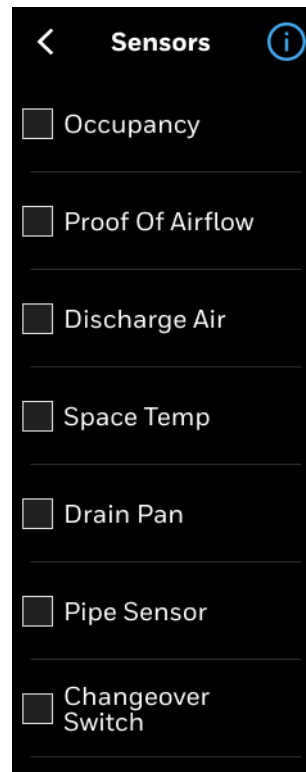 Sensors
Occupancy
Proof Of Airflow
Discharge Air
Space Temp
Drain Pan
Pipe Sensor
Changeover
Switch